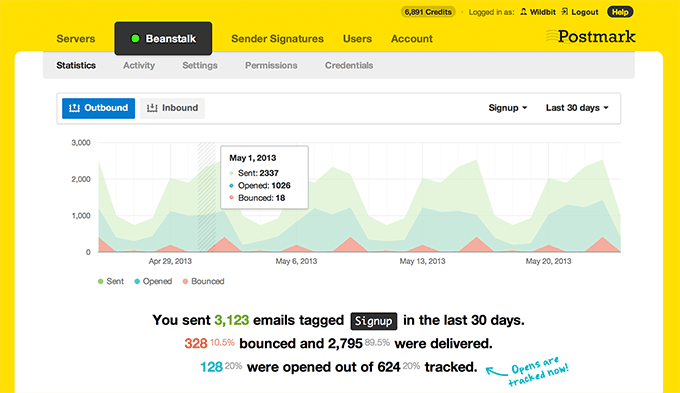 6,891 Credits Logged in as: Wildbit Logout Help
Servers Beanstalk Sender Signatures Users Account Postmark
Statistics Activity Settings Permissions Credentials
Outbound Inbound Signup Last 30 days
3,000
2,000
1,000
0
May 1, 2013
Sent: 2337
Opened: 1026
Bounced: 18
Apr 29, 2013 May 6, 2013 May 13, 2013 May 20, 2013
Sent Opened Bounced
You sent 3,123 emails tagged Signup in the last 30 days.
328 10.5% bounced and 2,795 89.5% were delivered.
128 20% were opened out of 624 20% tracked.
Opens are
tracked now!